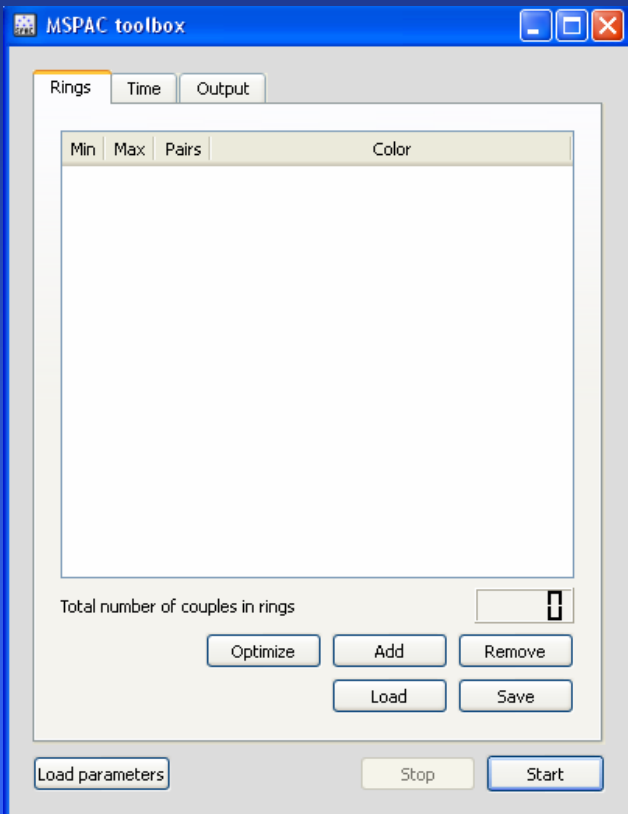 MSPAC toolbox
Rings Time Output
Min Max Pairs Color
Total number of couples in rings 0
Optimize Add Remove
Load Save
Load parameters Stop Start